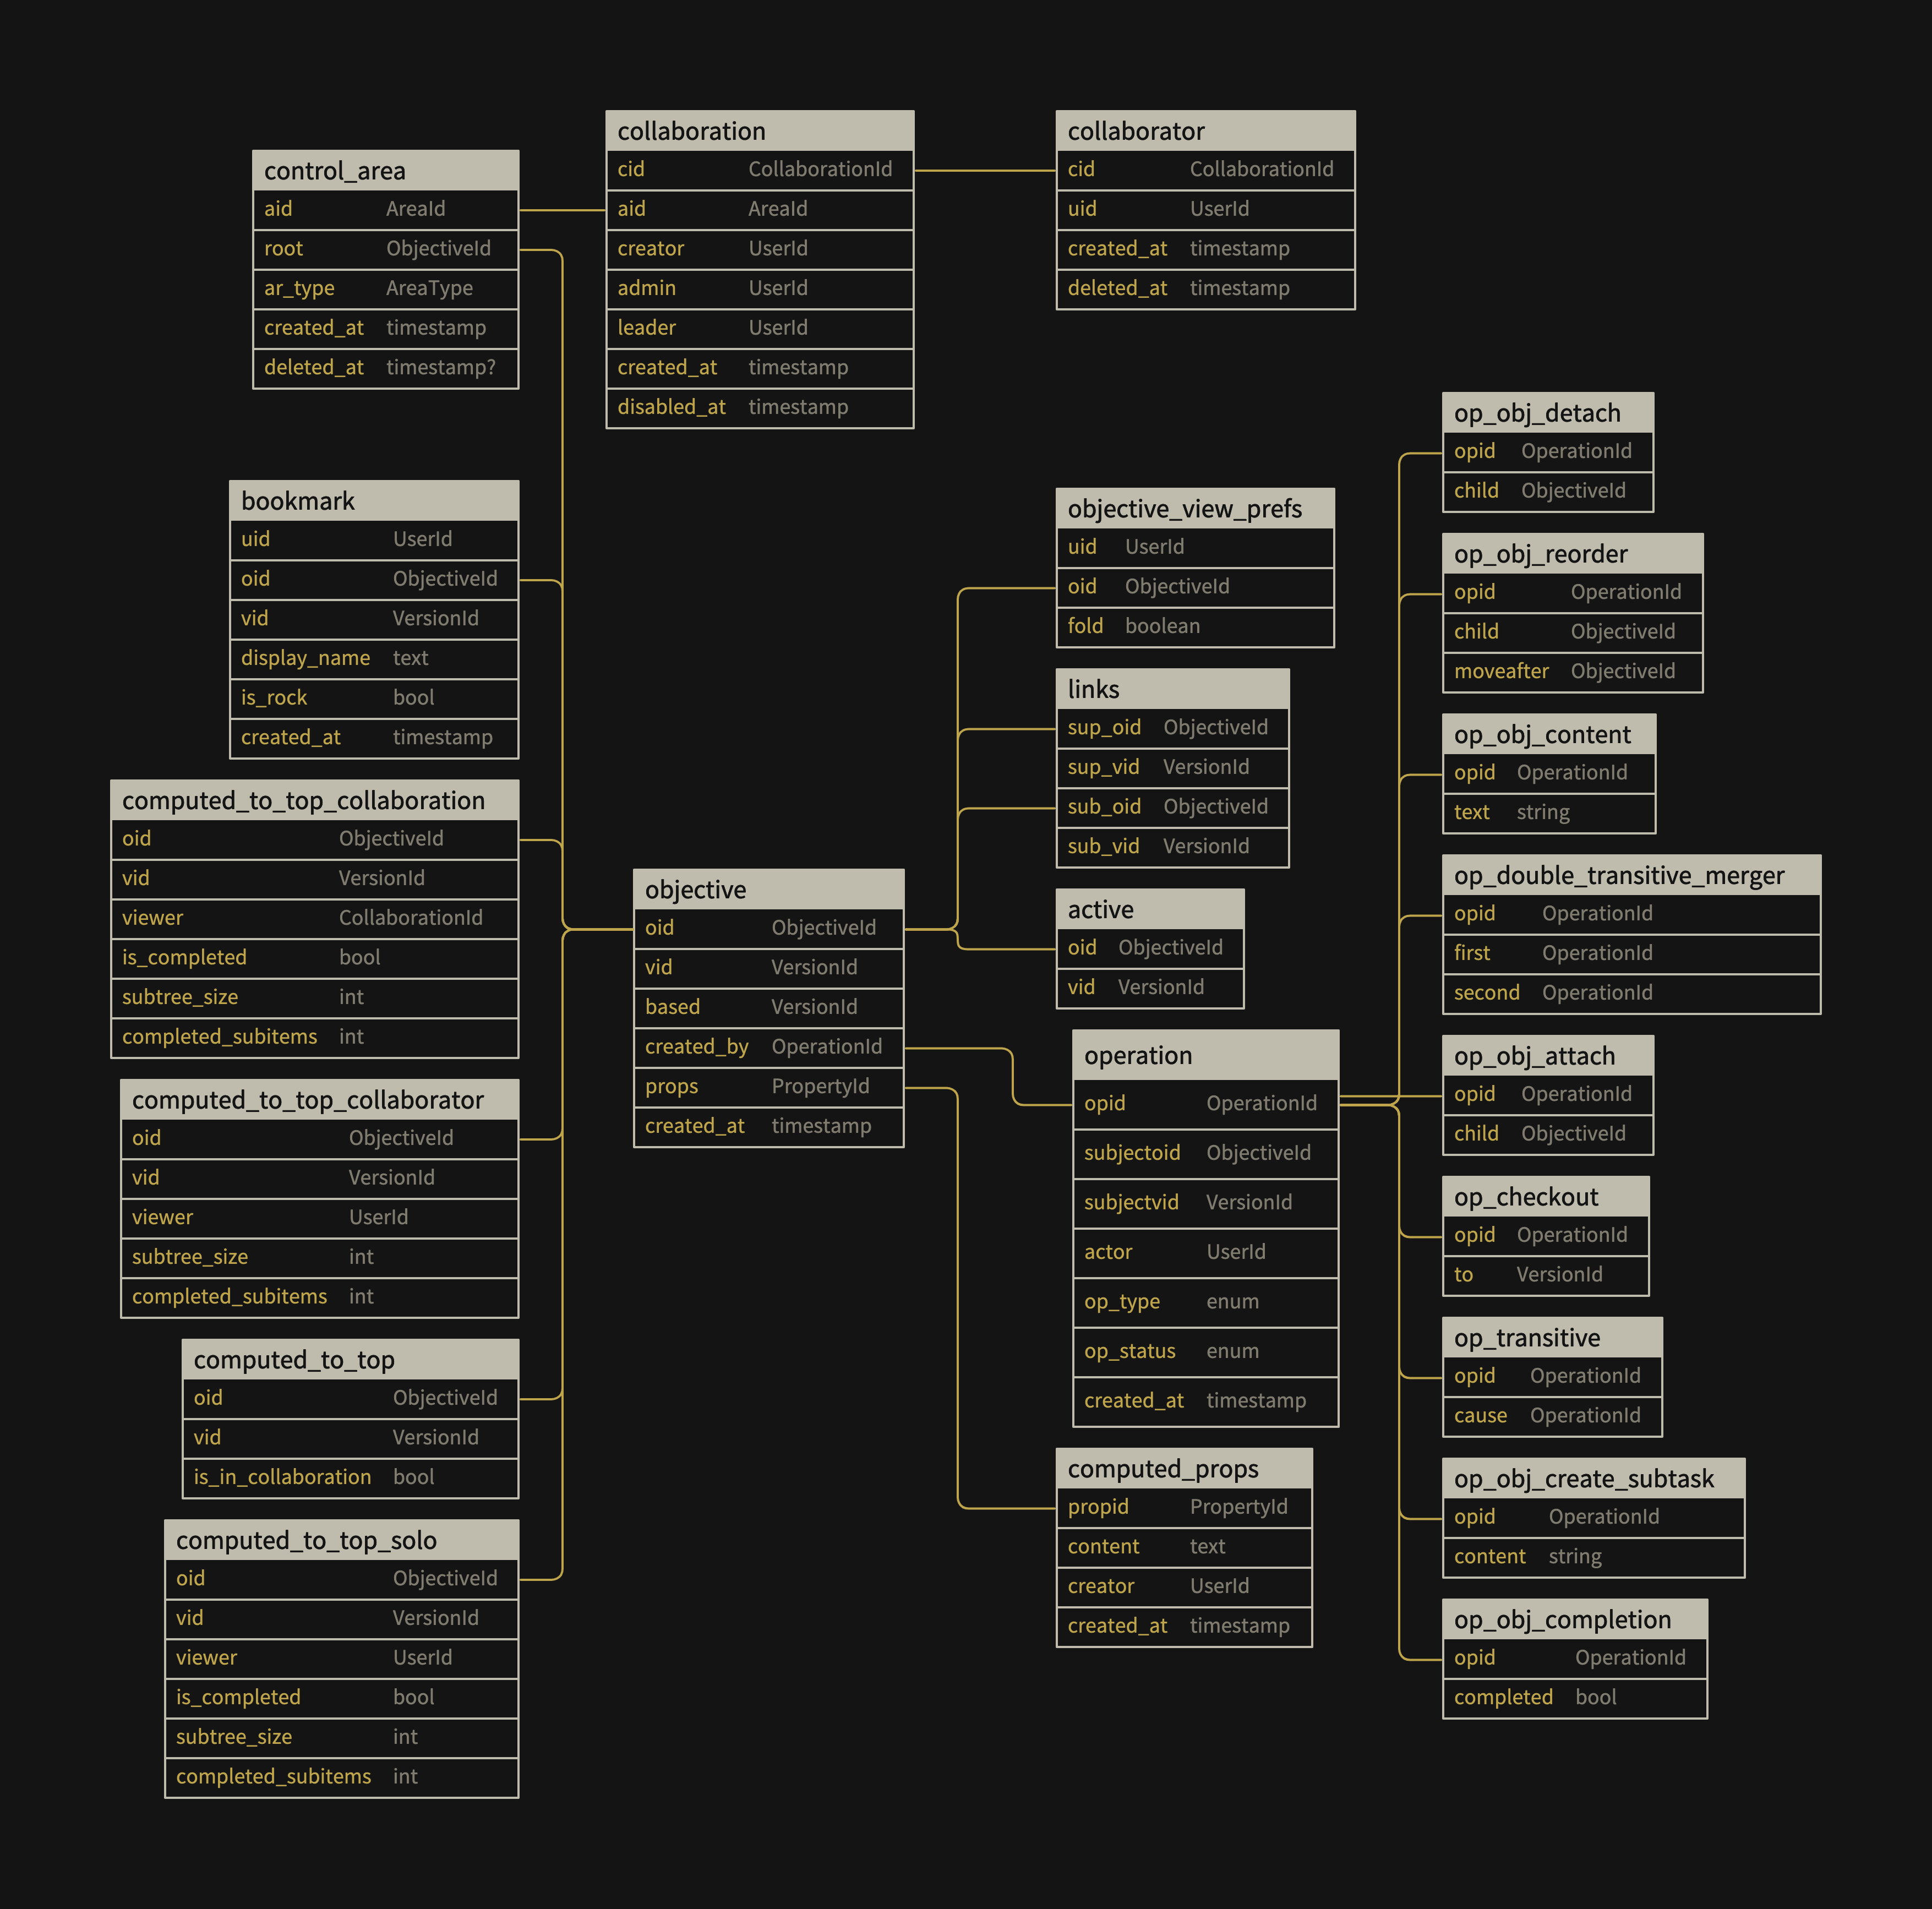 control_area
aid AreaId
root ObjectiveId
ar_type AreaType
created_at timestamp
deleted_at timestamp?
collaboration
cid CollaborationId
aid AreaId
creator UserId
admin UserId
leader UserId
created_at timestamp
disabled_at timestamp
collaborator
cid CollaborationId
uid UserId
created_at timestamp
deleted_at timestamp
bookmark
uid UserId
oid ObjectiveId
vid VersionId
display_name text
is_rock bool
created_at timestamp
computed_to_top_collaboration
oid ObjectiveId
vid VersionId
viewer CollaborationId
is_completed bool
subtree_size int
completed_subitems int
computed_to_top_collaborator
oid ObjectiveId
vid VersionId
viewer UserId
subtree_size int
completed_subitems int
computed_to_top
oid ObjectiveId
vid VersionId
is_in_collaboration bool
computed_to_top_solo
oid ObjectiveId
vid VersionId
viewer UserId
is_completed bool
subtree_size int
completed_subitems int
objective
oid ObjectiveId
vid VersionId
based VersionId
created_by OperationId
props PropertyId
created_at timestamp
objective_view_prefs
uid UserId
oid ObjectiveId
fold boolean
links
sup_oid ObjectiveId
sup_vid VersionId
sub_oid ObjectiveId
sub_vid VersionId
active
oid ObjectiveId
vid VersionId
operation
opid OperationId
subjectoid ObjectiveId
subjectvid VersionId
actor UserId
op_type enum
op_status enum
created_at timestamp
computed_props
propid PropertyId
content text
creator UserId
created_at timestamp
op_obj_detach
opid OperationId
child ObjectiveId
op_obj_reorder
opid OperationId
child ObjectiveId
moveafter ObjectiveId
op_obj_content
opid OperationId
text string
op_double_transitive_merger
opid OperationId
first OperationId
second OperationId
op_obj_attach
opid OperationId
child ObjectiveId
op_checkout
opid OperationId
to VersionId
op_transitive
opid OperationId
cause OperationId
op_obj_create_subtask
opid OperationId
content string
op_obj_completion
opid OperationId
completed bool